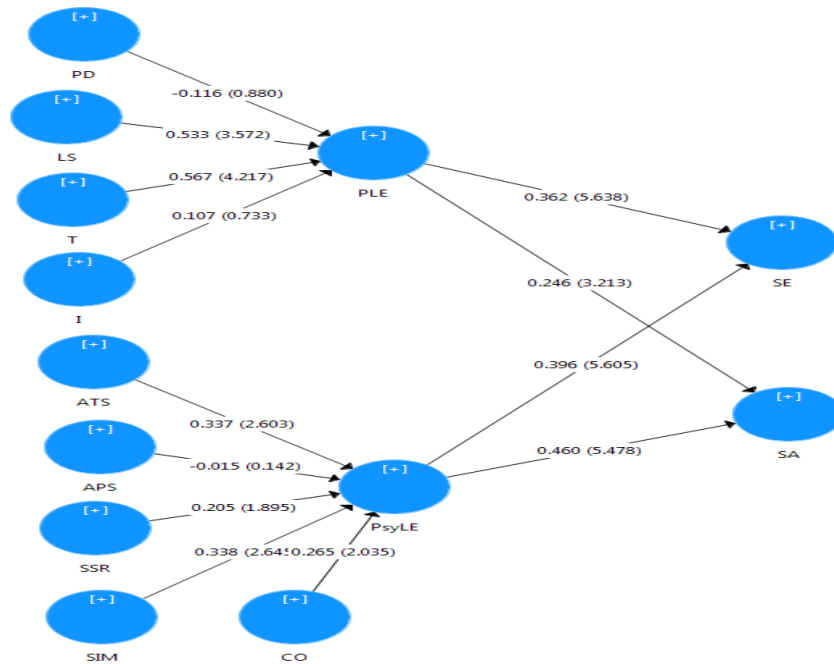 [+]
PD
-0.116 (0.880)
[+]
LS
0.533 (3.572)
[+]
PLE
[+]
T
0.567 (4.217)
0.362 (5.638)
[+]
SE
[+]
I
0.107 (0.733)
0.246 (3.213)
[+]
ATS
0.396 (5.605)
[+]
SA
0.337 (2.603)
[+]
APS
-0.015 (0.142)
0.460 (5.478)
[+]
PsyLE
[+]
SSR
0.205 (1.895)
0.338 (2.645
0.265 (2.035)
[+]
SIM
[+]
CO